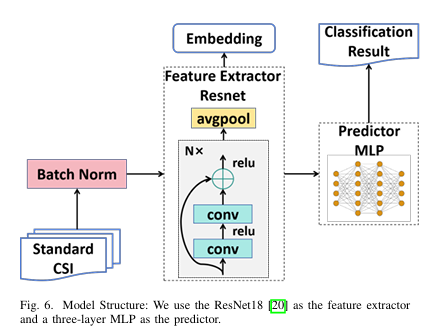 Embedding
Classification
Result
Feature Extractor
Resnet
avgpool
Predictor
MLP
N×
relu
Batch Norm
conv
relu
conv
Standard
CSI
Fig. 6. Model Structure: We use the ResNet18 [20] as the feature extractor
and a three-layer MLP as the predictor.